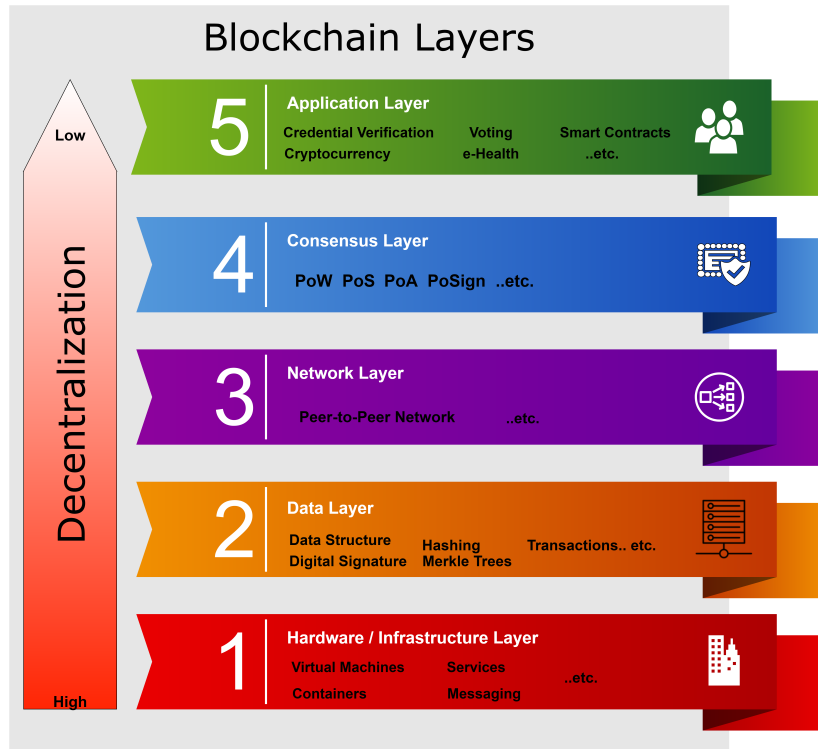 Blockchain Layers
Low
Decentralization
High
5
Application Layer
Credential Verification Voting Smart Contracts
Cryptocurrency e-Health ..etc.
4
Consensus Layer
PoW PoS PoA PoSign ..etc.
3
Network Layer
Peer-to-Peer Network ..etc.
2
Data Layer
Data Structure Hashing Transactions.. etc.
Digital Signature Merkle Trees
1
Hardware / Infrastructure Layer
Virtual Machines Services ..etc.
Containers Messaging